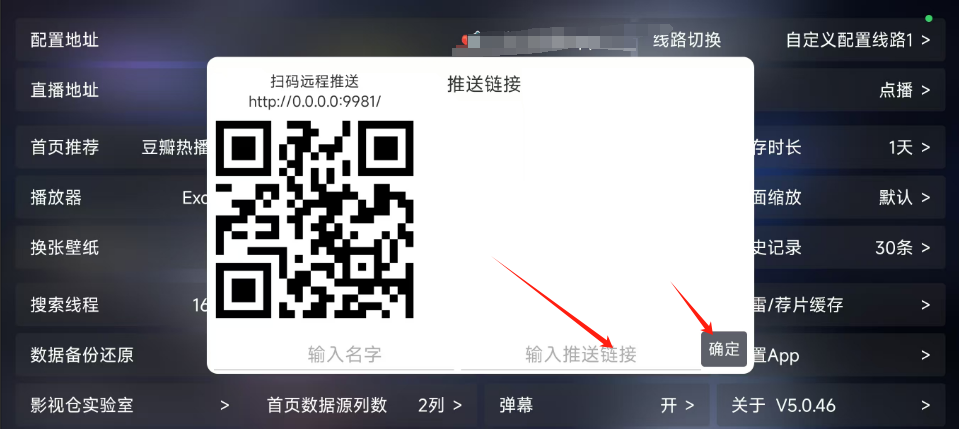 配置地址
线路切换
自定义配置线路1 >
直播地址
点播 >
扫码远程推送
http://0.0.0.0:9981/
推送链接
首页推荐
豆瓣热播
存时长
1天 >
播放器
Exo
面缩放
默认 >
换张壁纸
史记录
30条 >
搜索线程
16
雷/荐片缓存
>
输入名字
输入推送链接
确定
数据备份还原
置App
>
影视仓实验室 >
首页数据源列数 2列 >
弹幕 开 >
关于 V5.0.46 >